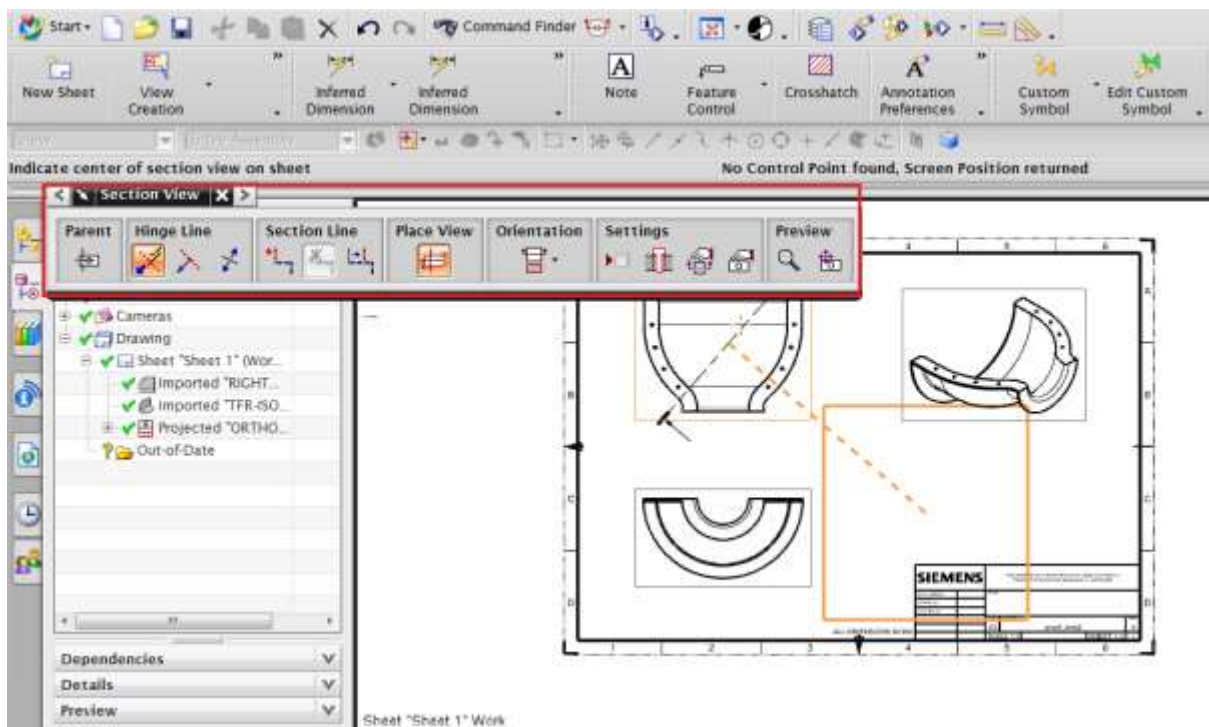 Start
Command Finder
New Sheet
View Creation
Inferred Dimension
Inferred Dimension
Note
Feature Control
Crosshatch
Annotation Preferences
Custom Symbol
Edit Custom Symbol
Indicate center of section view on sheet
No Control Point found, Screen Position returned
Section View
Parent
Hinge Line
Section Line
Place View
Orientation
Settings
Preview
Cameras
Drawing
Sheet "Sheet 1" (Wor...
Imported "RIGHT...
Imported "TFR-ISO...
Projected "ORTHO...
Out-of-Date
Dependencies
Details
Preview
SIEMENS
Sheet "Sheet 1" Work